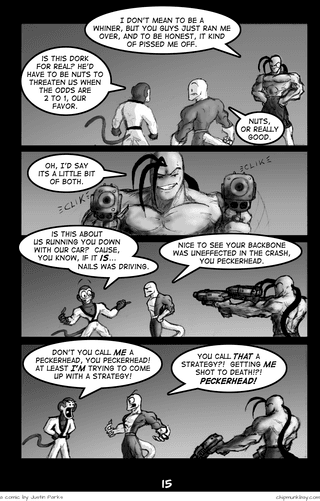 I DON'T MEAN TO BE A
WHINER, BUT YOU GUYS JUST RAN ME
OVER, AND TO BE HONEST, IT KIND
OF PISSED ME OFF.
IS THIS DORK
FOR REAL? HE'D
HAVE TO BE NUTS TO
THREATEN US WHEN
THE ODDS ARE
2 TO 1, OUR
FAVOR.
NUTS,
OR REALLY
GOOD.
OH, I'D SAY
ITS A LITTLE BIT
OF BOTH.
CLIKE
CLIKE
IS THIS ABOUT
US RUNNING YOU DOWN
WITH OUR CAR? CAUSE,
YOU KNOW, IF IT IS...
NAILS WAS DRIVING.
NICE TO SEE YOUR BACKBONE
WAS UNEFFECTED IN THE CRASH,
YOU PECKERHEAD.
DON'T YOU CALL ME A
PECKERHEAD, YOU PECKERHEAD!
AT LEAST I'M TRYING TO COME
UP WITH A STRATEGY!
YOU CALL THAT A
STRATEGY?! GETTING ME
SHOT TO DEATH!?!
PECKERHEAD!
15
a comic by Justin Parks
chipmunkboy.com